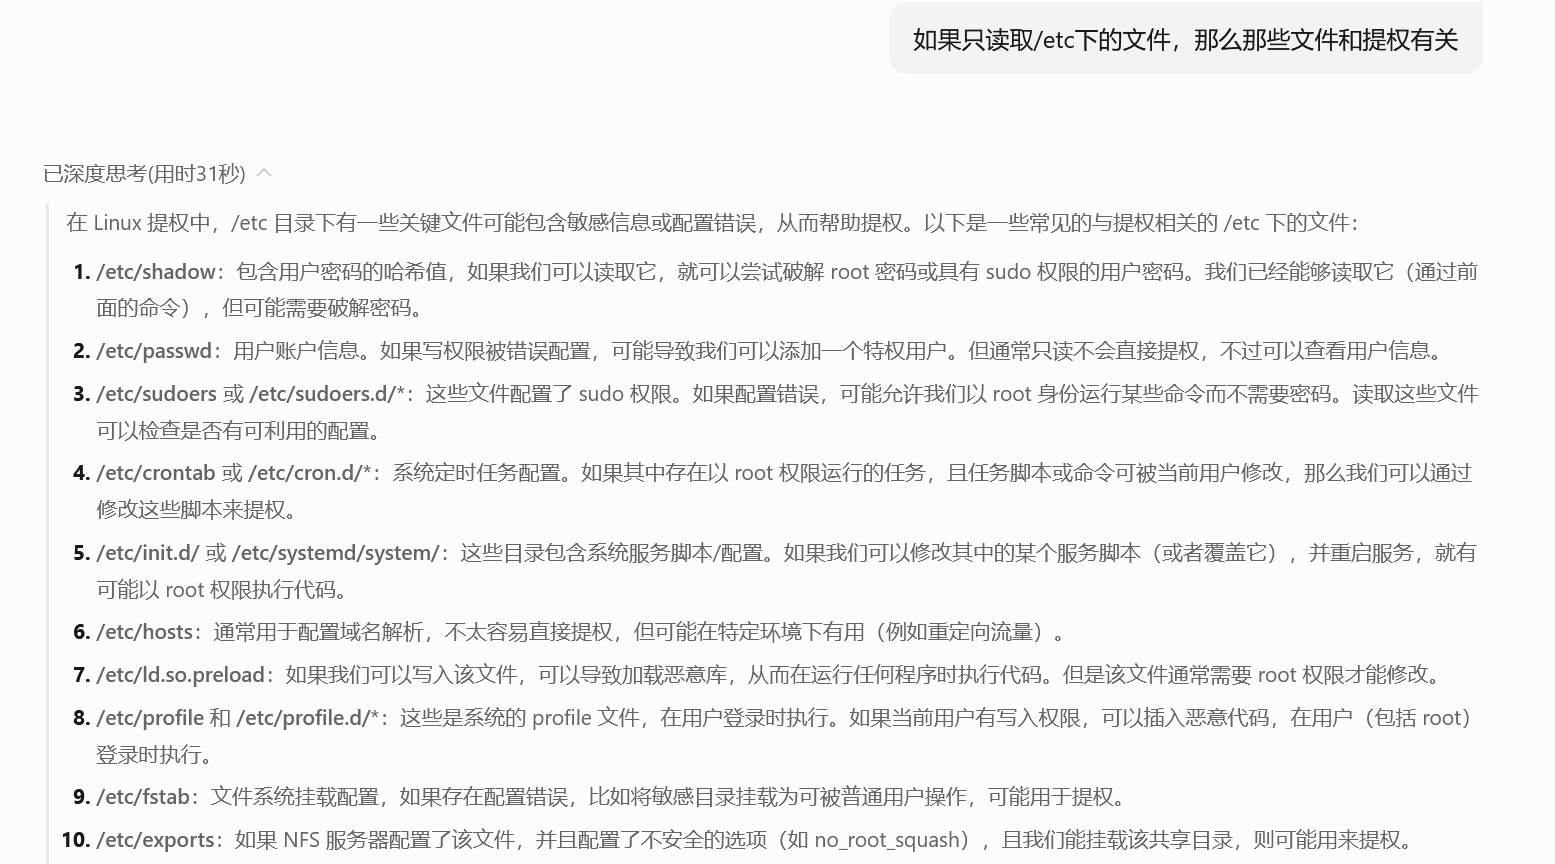 如果只读取/etc下的文件，那么那些文件和提权有关
已深度思考(用时31秒)
在 Linux 提权中，/etc 目录下有一些关键文件可能包含敏感信息或配置错误，从而帮助提权。以下是一些常见的与提权相关的 /etc 下的文件：
1. /etc/shadow：包含用户密码的哈希值，如果我们可以读取它，就可以尝试破解 root 密码或具有 sudo 权限的用户密码。我们已经能够读取它（通过前
面的命令），但可能需要破解密码。
2. /etc/passwd：用户账户信息。如果写权限被错误配置，可能导致我们可以添加一个特权用户。但通常只读不会直接提权，不过可以查看用户信息。
3. /etc/sudoers 或 /etc/sudoers.d/*：这些文件配置了 sudo 权限。如果配置错误，可能允许我们以 root 身份运行某些命令而不需要密码。读取这些文件
可以检查是否有可利用的配置。
4. /etc/crontab 或 /etc/cron.d/*：系统定时任务配置。如果其中存在以 root 权限运行的任务，且任务脚本或命令可被当前用户修改，那么我们可以通过
修改这些脚本来提权。
5. /etc/init.d/ 或 /etc/systemd/system/：这些目录包含系统服务脚本/配置。如果我们可以修改其中的某个服务脚本（或者覆盖它），并重启服务，就有
可能以 root 权限执行代码。
6. /etc/hosts：通常用于配置域名解析，不太容易直接提权，但可能在特定环境下有用（例如重定向流量）。
7. /etc/ld.so.preload：如果我们可以写入该文件，可以导致加载恶意库，从而在运行任何程序时执行代码。但是该文件通常需要 root 权限才能修改。
8. /etc/profile 和 /etc/profile.d/*：这些是系统的 profile 文件，在用户登录时执行。如果当前用户有写入权限，可以插入恶意代码，在用户（包括 root）
登录时执行。
9. /etc/fstab：文件系统挂载配置，如果存在配置错误，比如将敏感目录挂载为可被普通用户操作，可能用于提权。
10. /etc/exports：如果 NFS 服务器配置了该文件，并且配置了不安全的选项（如 no_root_squash），且我们能挂载该共享目录，则可能用来提权。